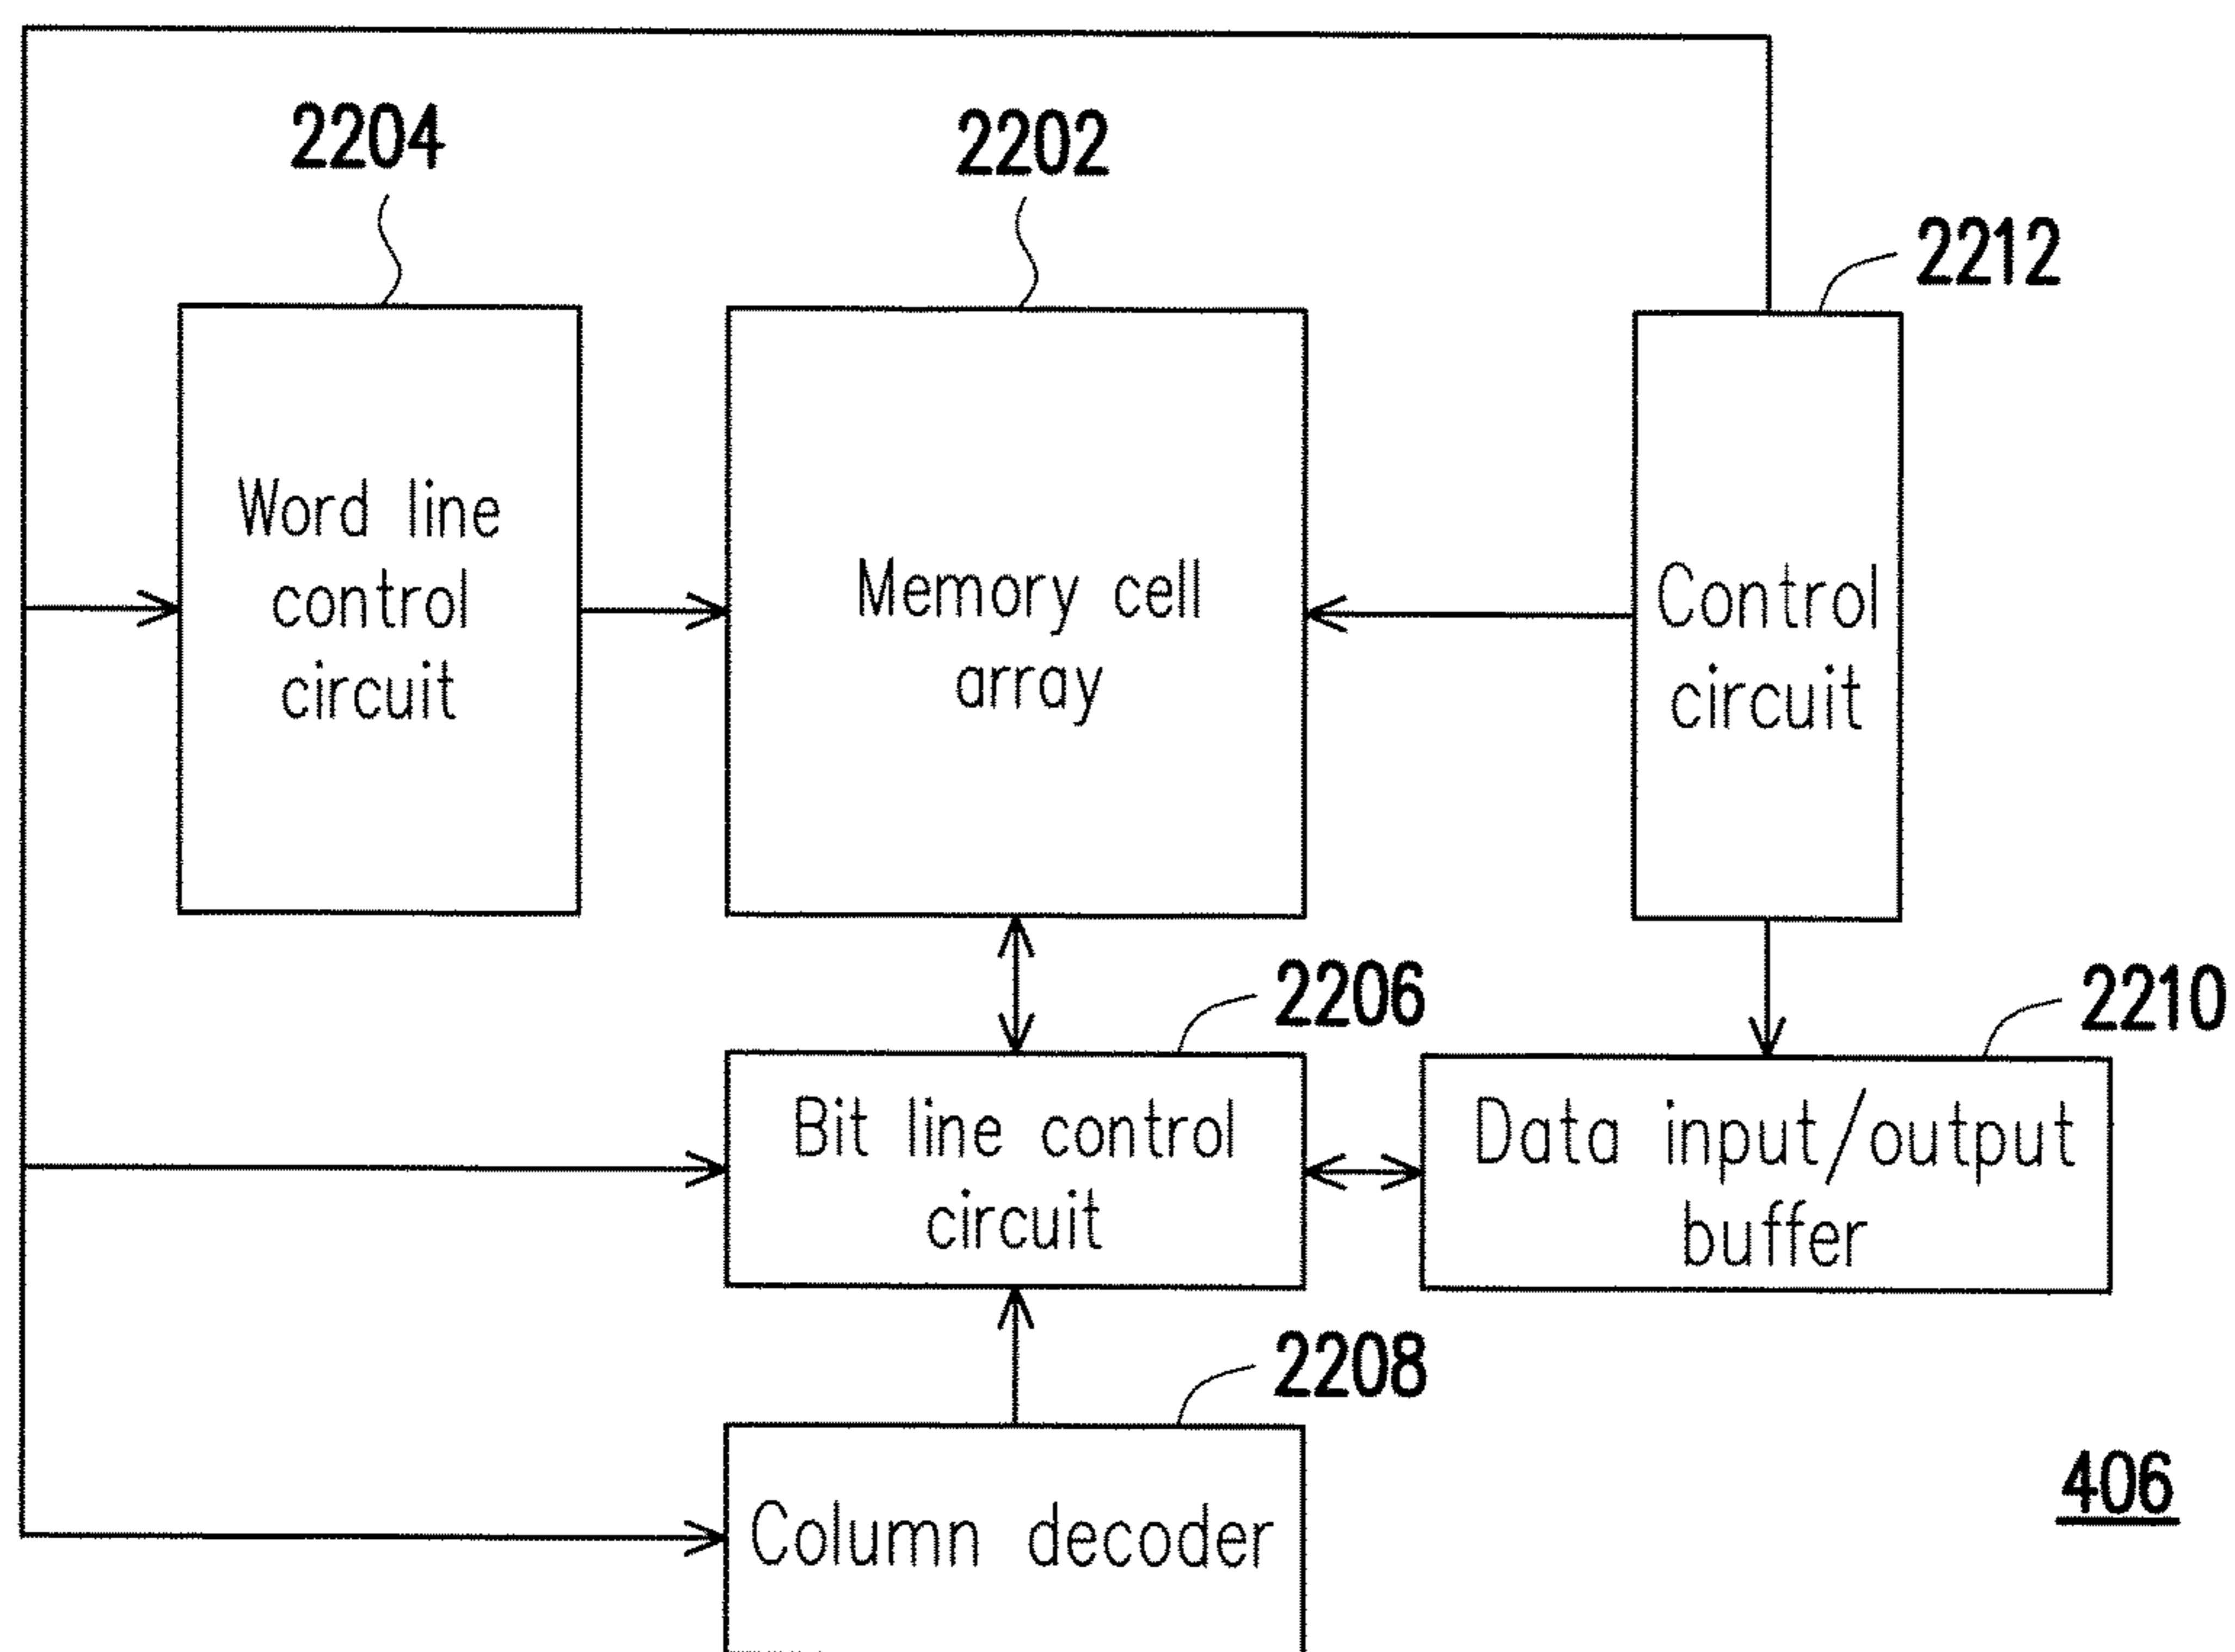 2204
2202
2212
Word line
control
circuit
Memory cell
array
Control
circuit
2206
2210
Bit line control
circuit
Data input/output
buffer
2208
Column decoder
406